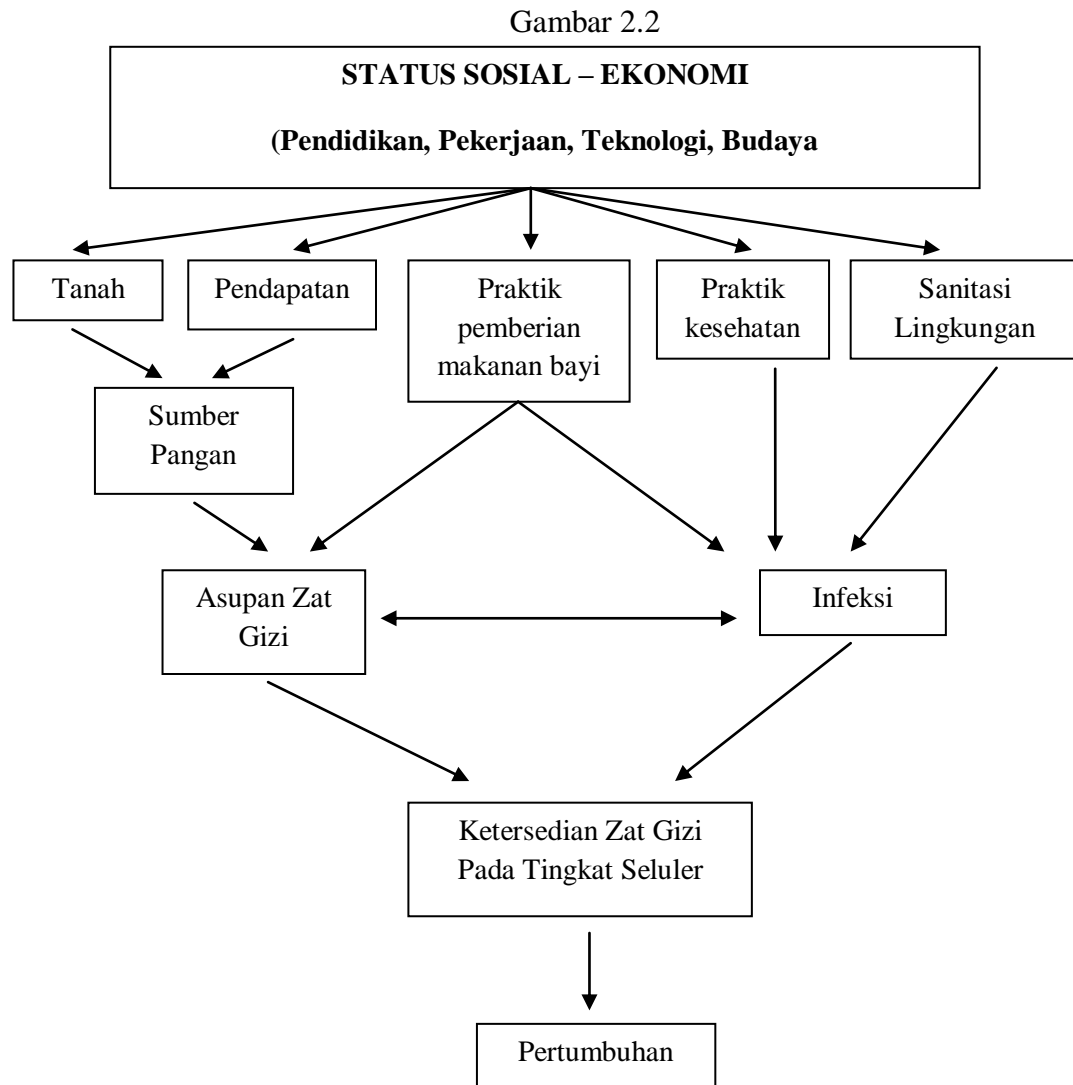 Gambar 2.2
STATUS SOSIAL – EKONOMI
(Pendidikan, Pekerjaan, Teknologi, Budaya
Tanah
Pendapatan
Praktik
pemberian
makanan bayi
Praktik
kesehatan
Sanitasi
Lingkungan
Sumber
Pangan
Asupan Zat
Gizi
Infeksi
Ketersedian Zat Gizi
Pada Tingkat Seluler
Pertumbuhan